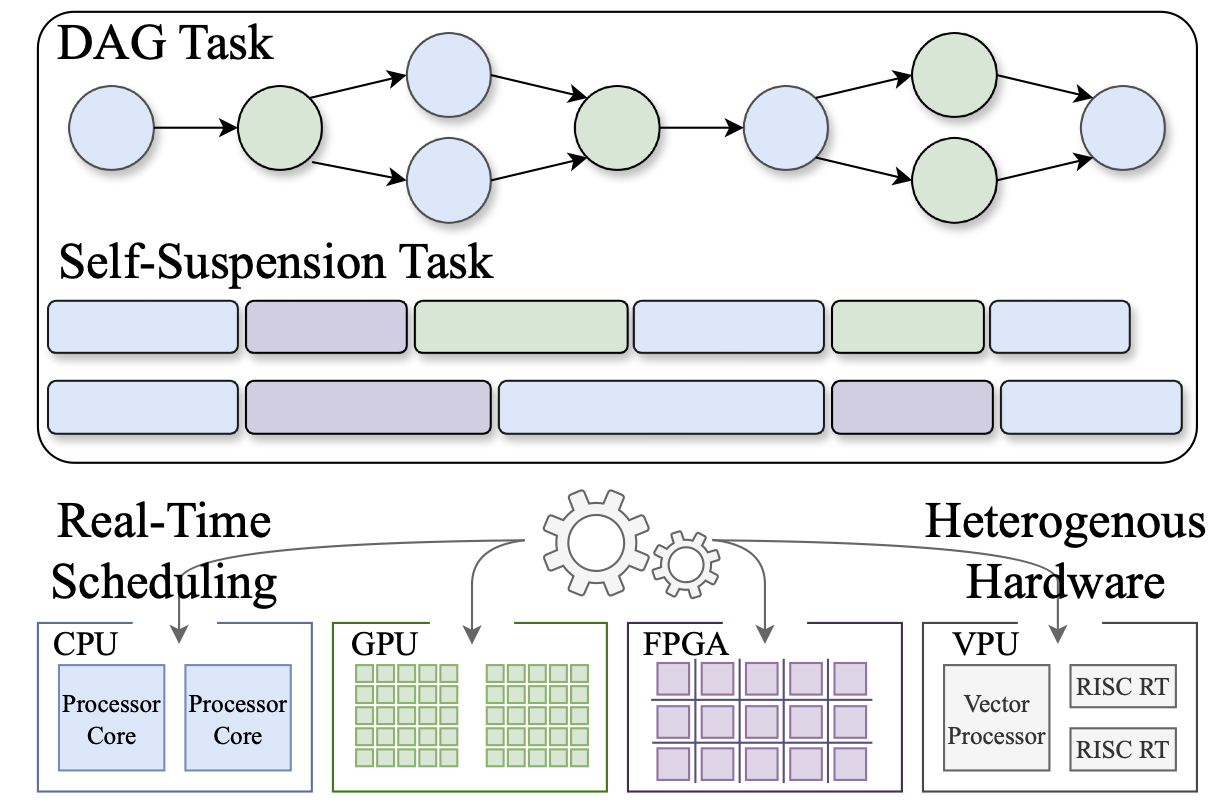 DAG Task
Self-Suspension Task
Real-Time
Scheduling
Heterogenous
Hardware
CPU
Processor
Core
Processor
Core
GPU
FPGA
VPU
Vector
Processor
RISC RT
RISC RT